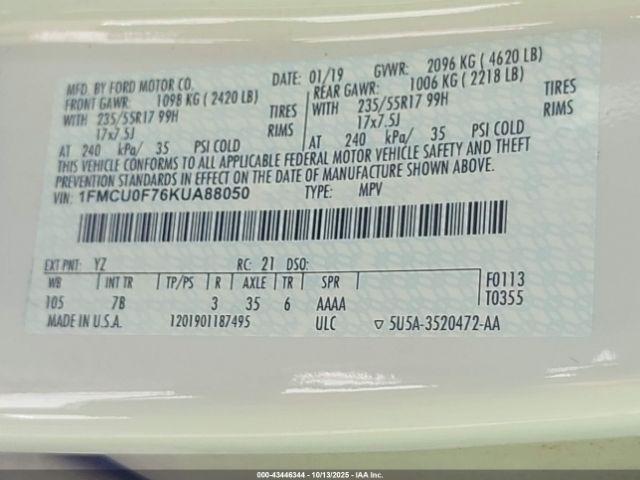 MFD. BY FORD MOTOR CO. DATE: 01/19 GVWR: 2096 KG ( 4620 LB)
FRONT GAWR: 1098 KG ( 2420 LB) REAR GAWR: 1006 KG ( 2218 LB)
WITH 235/55R17 99H TIRES WITH 235/55R17 99H TIRES
17x7.5J RIMS 17x7.5J RIMS
AT 240 kPa/ 35 PSI COLD AT 240 kPa/ 35 PSI COLD
THIS VEHICLE CONFORMS TO ALL APPLICABLE FEDERAL MOTOR VEHICLE SAFETY AND THEFT
PREVENTION STANDARDS IN EFFECT ON THE DATE OF MANUFACTURE SHOWN ABOVE.
VIN: 1FMCU0F76KUA88050 TYPE: MPV
EXT PNT: YZ RC: 21 DSO:
WB INT TR TP/PS R AXLE TR SPR F0113
105 7B 3 35 6 AAAA T0355
MADE IN U.S.A. 1201901187495 ULC ▽ 5U5A-3520472-AA
000-43446344 | 10/13/2025 | IAA, Inc.